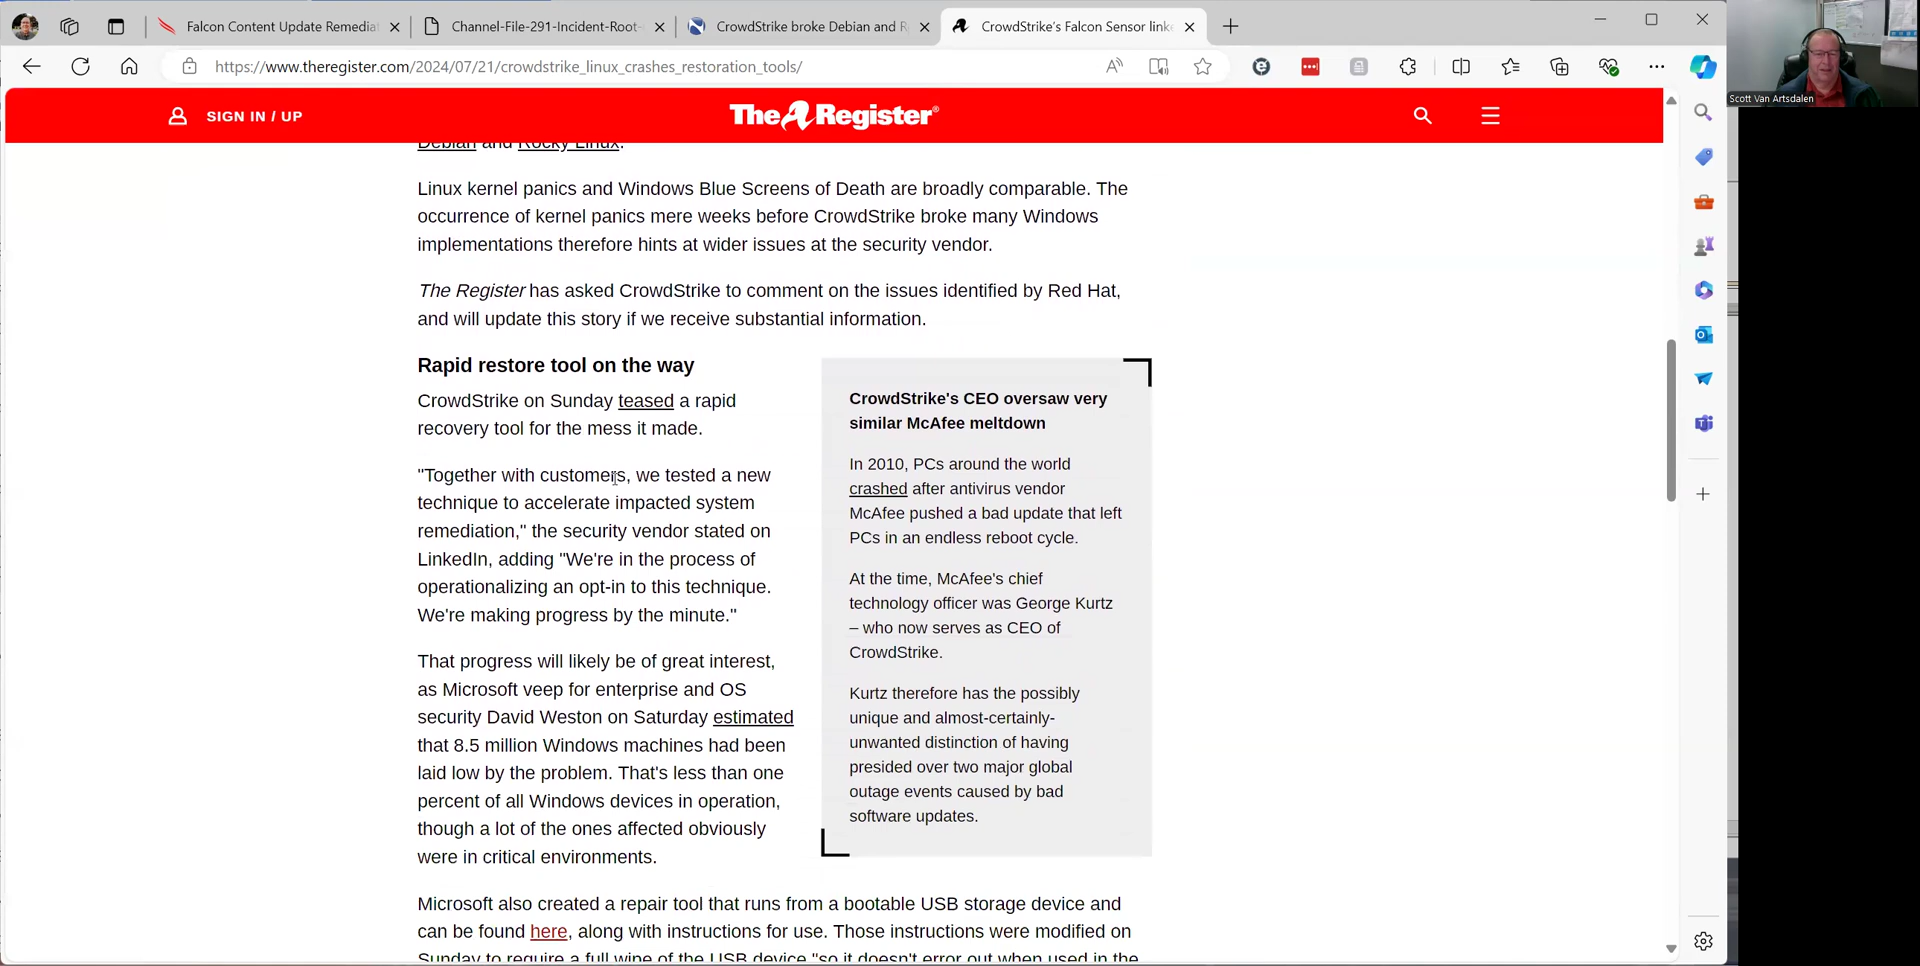 Falcon Content Update Remedia
Channel-File-291-Incident-Root-
CrowdStrike broke Debian and R
CrowdStrike's Falcon Sensor link
https://www.theregister.com/2024/07/21/crowdstrike_linux_crashes_restoration_tools/
Scott Van Artsdalen
SIGN IN / UP
The Register®
Debian and Rocky Linux.
Linux kernel panics and Windows Blue Screens of Death are broadly comparable. The
occurrence of kernel panics mere weeks before CrowdStrike broke many Windows
implementations therefore hints at wider issues at the security vendor.
The Register has asked CrowdStrike to comment on the issues identified by Red Hat,
and will update this story if we receive substantial information.
Rapid restore tool on the way
CrowdStrike on Sunday teased a rapid
recovery tool for the mess it made.
"Together with customers, we tested a new
technique to accelerate impacted system
remediation," the security vendor stated on
LinkedIn, adding "We're in the process of
operationalizing an opt-in to this technique.
We're making progress by the minute."
That progress will likely be of great interest,
as Microsoft veep for enterprise and OS
security David Weston on Saturday estimated
that 8.5 million Windows machines had been
laid low by the problem. That's less than one
percent of all Windows devices in operation,
though a lot of the ones affected obviously
were in critical environments.
CrowdStrike's CEO oversaw very
similar McAfee meltdown
In 2010, PCs around the world
crashed after antivirus vendor
McAfee pushed a bad update that left
PCs in an endless reboot cycle.
At the time, McAfee's chief
technology officer was George Kurtz
– who now serves as CEO of
CrowdStrike.
Kurtz therefore has the possibly
unique and almost-certainly-
unwanted distinction of having
presided over two major global
outage events caused by bad
software updates.
Microsoft also created a repair tool that runs from a bootable USB storage device and
can be found here, along with instructions for use. Those instructions were modified on
Sunday to require a full wipe of the USB device "so it doesn't error out when used in the